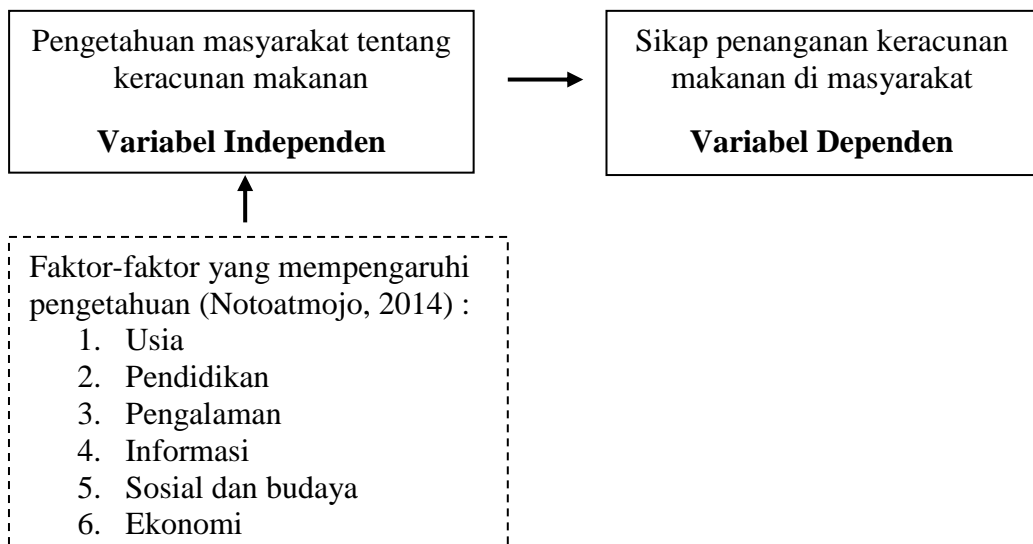 Pengetahuan masyarakat tentang
keracunan makanan
Variabel Independen
Sikap penanganan keracunan
makanan di masyarakat
Variabel Dependen
Faktor-faktor yang mempengaruhi
pengetahuan (Notoatmojo, 2014) :
1. Usia
2. Pendidikan
3. Pengalaman
4. Informasi
5. Sosial dan budaya
6. Ekonomi